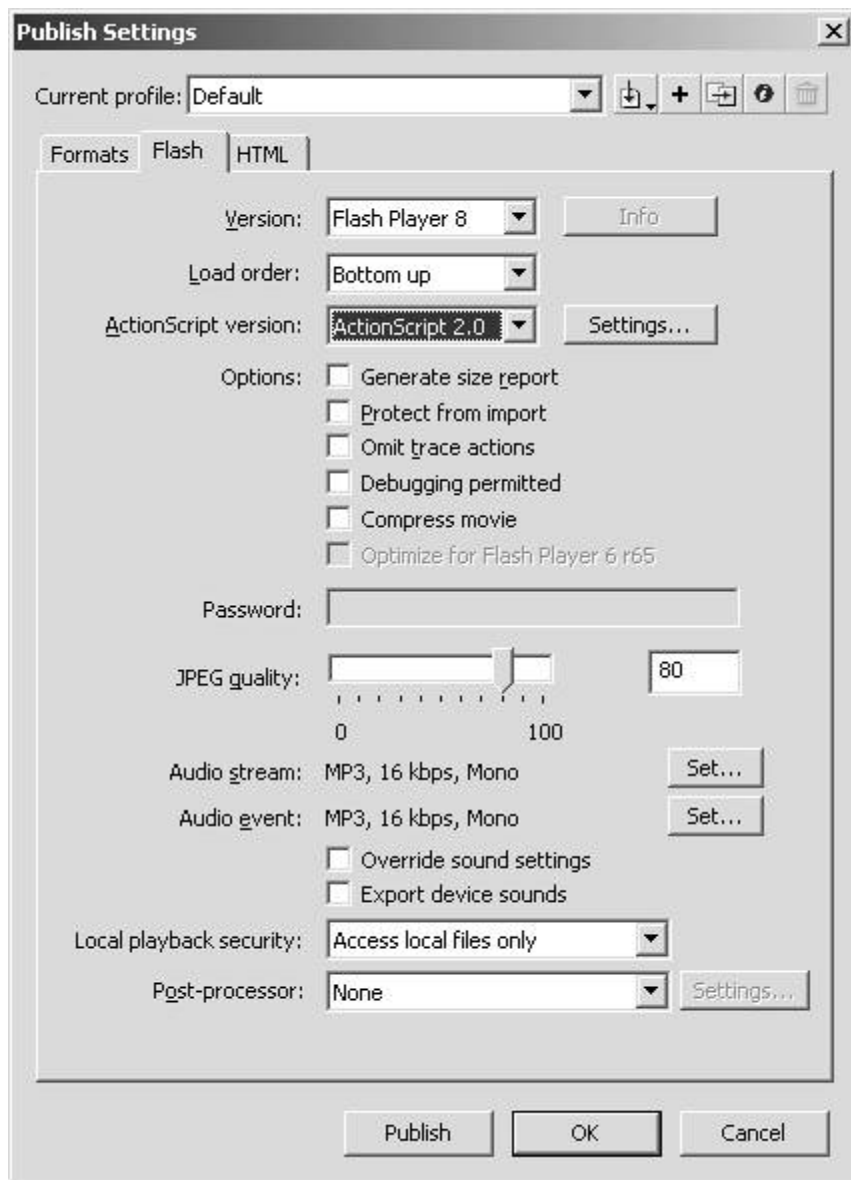 Publish Settings
Current profile: Default
Formats Flash HTML
Version: Flash Player 8 Info
Load order: Bottom up
ActionScript version: ActionScript 2.0 Settings...
Options: Generate size report
Protect from import
Omit trace actions
Debugging permitted
Compress movie
Optimize for Flash Player 6 r65
Password:
JPEG quality: 80
0 100
Audio stream: MP3, 16 kbps, Mono Set...
Audio event: MP3, 16 kbps, Mono Set...
Override sound settings
Export device sounds
Local playback security: Access local files only
Post-processor: None Settings...
Publish OK Cancel